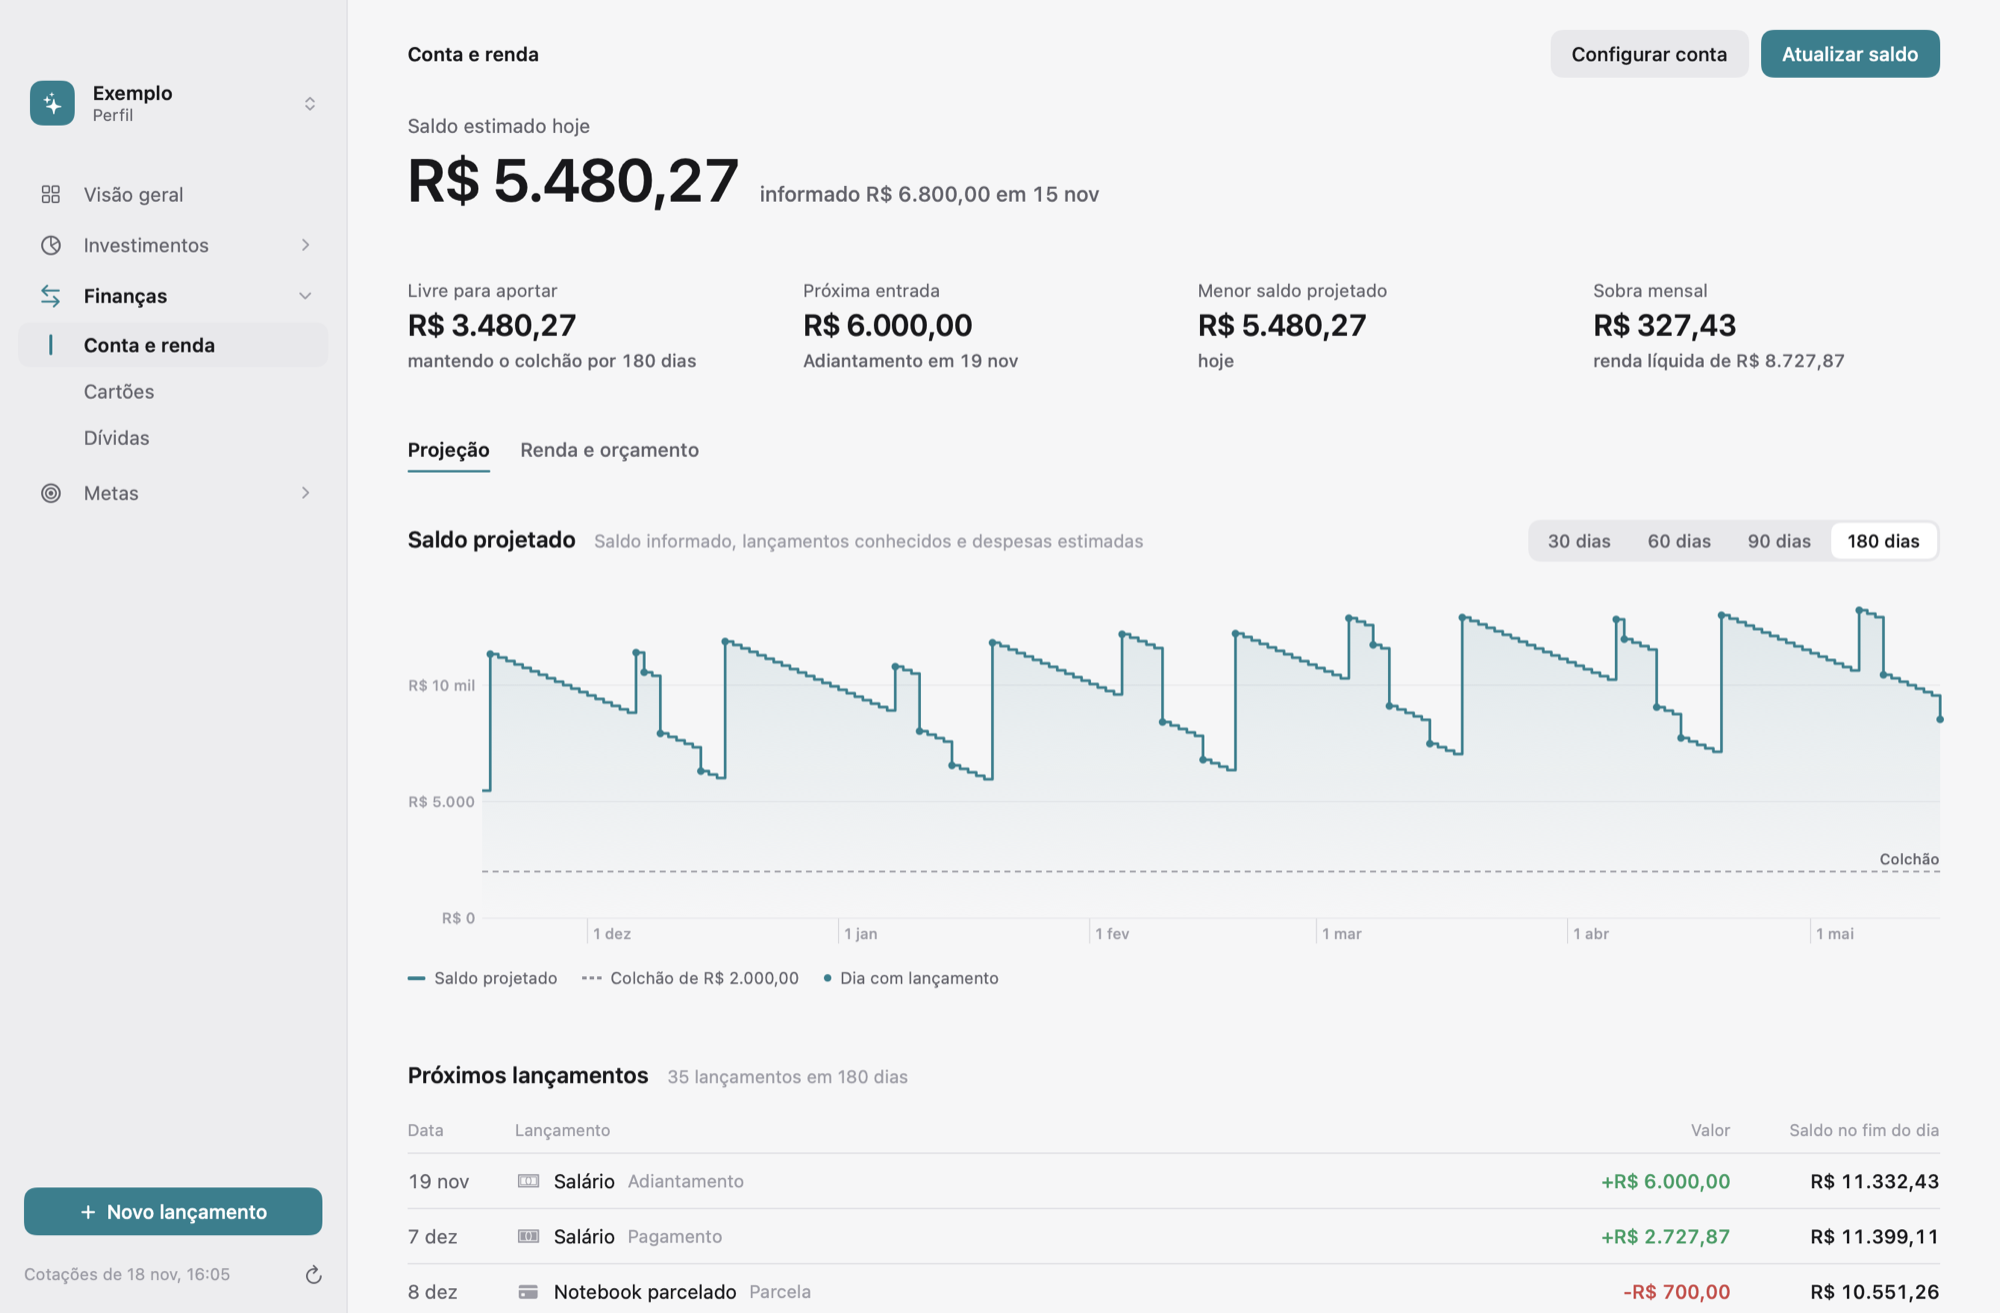 Exemplo
Perfil
Visão geral
Investimentos
Finanças
Conta e renda
Cartões
Dívidas
Metas
+ Novo lançamento
Cotações de 18 nov, 16:05
Conta e renda
Configurar conta
Atualizar saldo
Saldo estimado hoje
R$ 5.480,27 informado R$ 6.800,00 em 15 nov
Livre para aportar
R$ 3.480,27
mantendo o colchão por 180 dias
Próxima entrada
R$ 6.000,00
Adiantamento em 19 nov
Menor saldo projetado
R$ 5.480,27
hoje
Sobra mensal
R$ 327,43
renda líquida de R$ 8.727,87
Projeção Renda e orçamento
Saldo projetado Saldo informado, lançamentos conhecidos e despesas estimadas
30 dias 60 dias 90 dias 180 dias
R$ 10 mil
R$ 5.000
Colchão
R$ 0
1 dez 1 jan 1 fev 1 mar 1 abr 1 mai
Saldo projetado Colchão de R$ 2.000,00 Dia com lançamento
Próximos lançamentos 35 lançamentos em 180 dias
Data Lançamento Valor Saldo no fim do dia
19 nov Salário Adiantamento +R$ 6.000,00 R$ 11.332,43
7 dez Salário Pagamento +R$ 2.727,87 R$ 11.399,11
8 dez Notebook parcelado Parcela -R$ 700,00 R$ 10.551,26